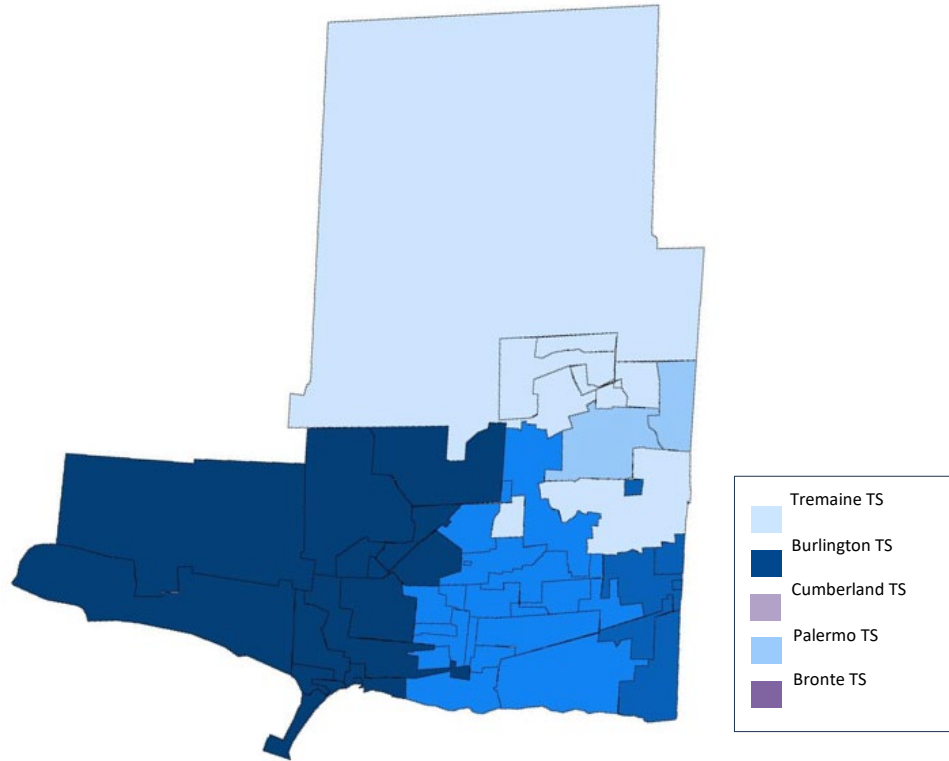 Tremaine TS
Burlington TS
Cumberland TS
Palermo TS
Bronte TS